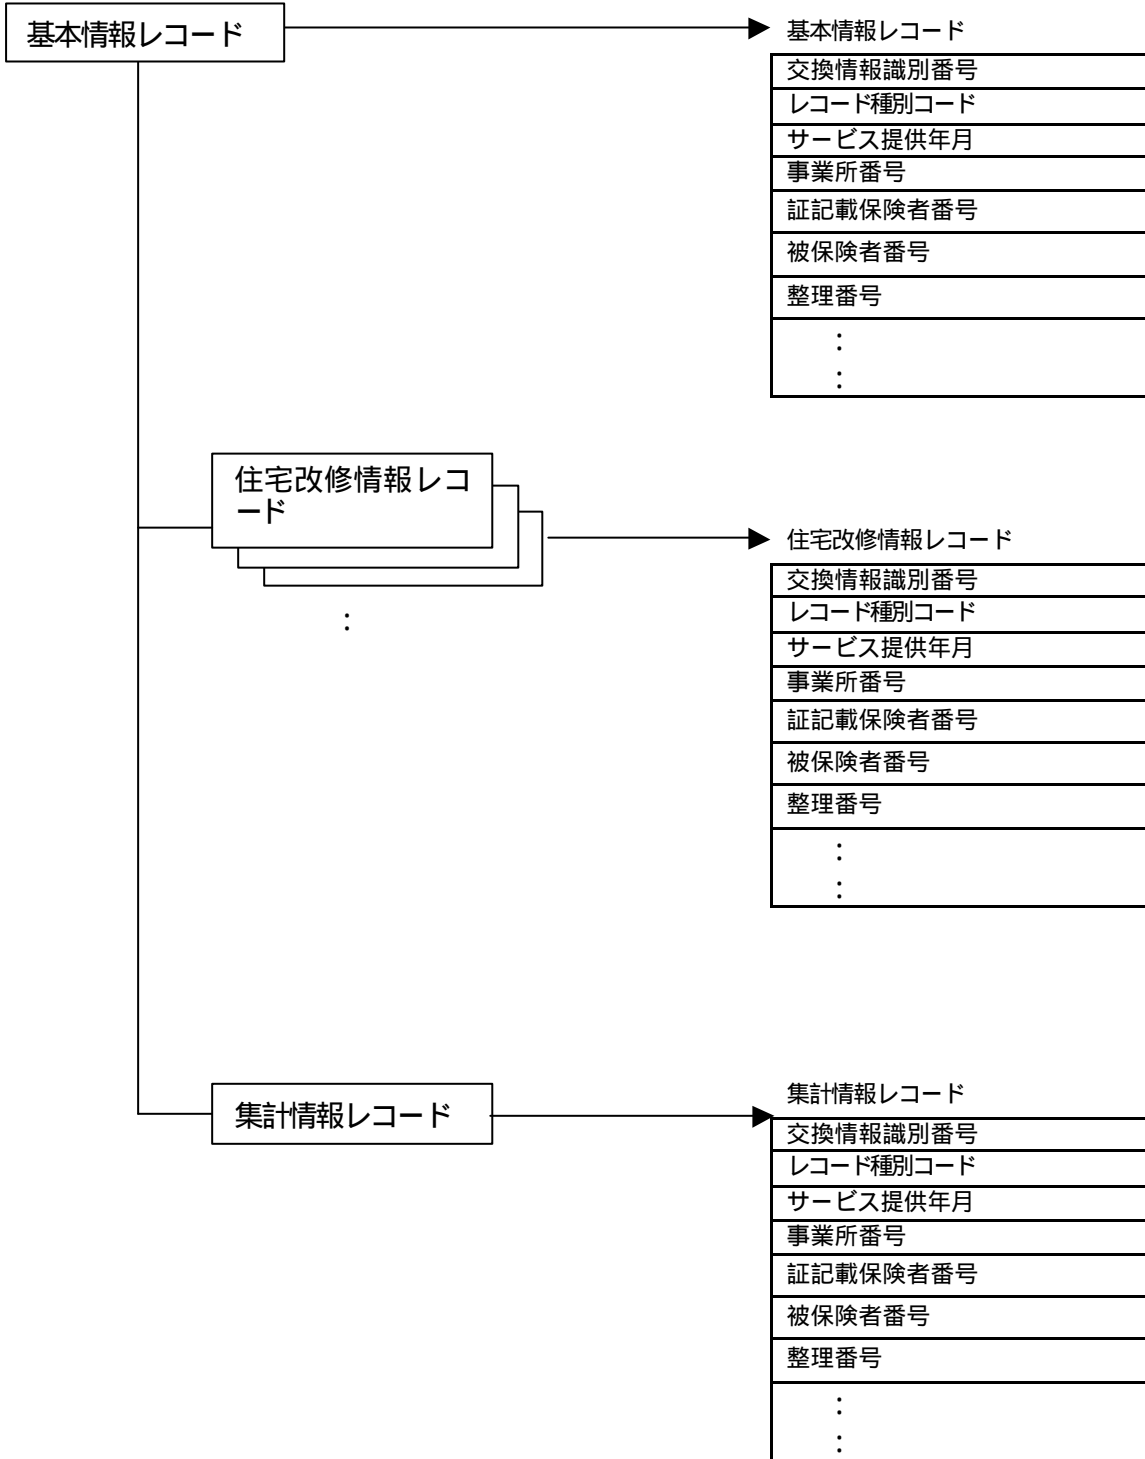 基本情報レコード
基本情報レコード
交換情報識別番号
レコード種別コード
サービス提供年月
事業所番号
証記載保険者番号
被保険者番号
整理番号
：
：
住宅改修情報レコ
ード
：
住宅改修情報レコード
交換情報識別番号
レコード種別コード
サービス提供年月
事業所番号
証記載保険者番号
被保険者番号
整理番号
：
：
集計情報レコード
集計情報レコード
交換情報識別番号
レコード種別コード
サービス提供年月
事業所番号
証記載保険者番号
被保険者番号
整理番号
：
：